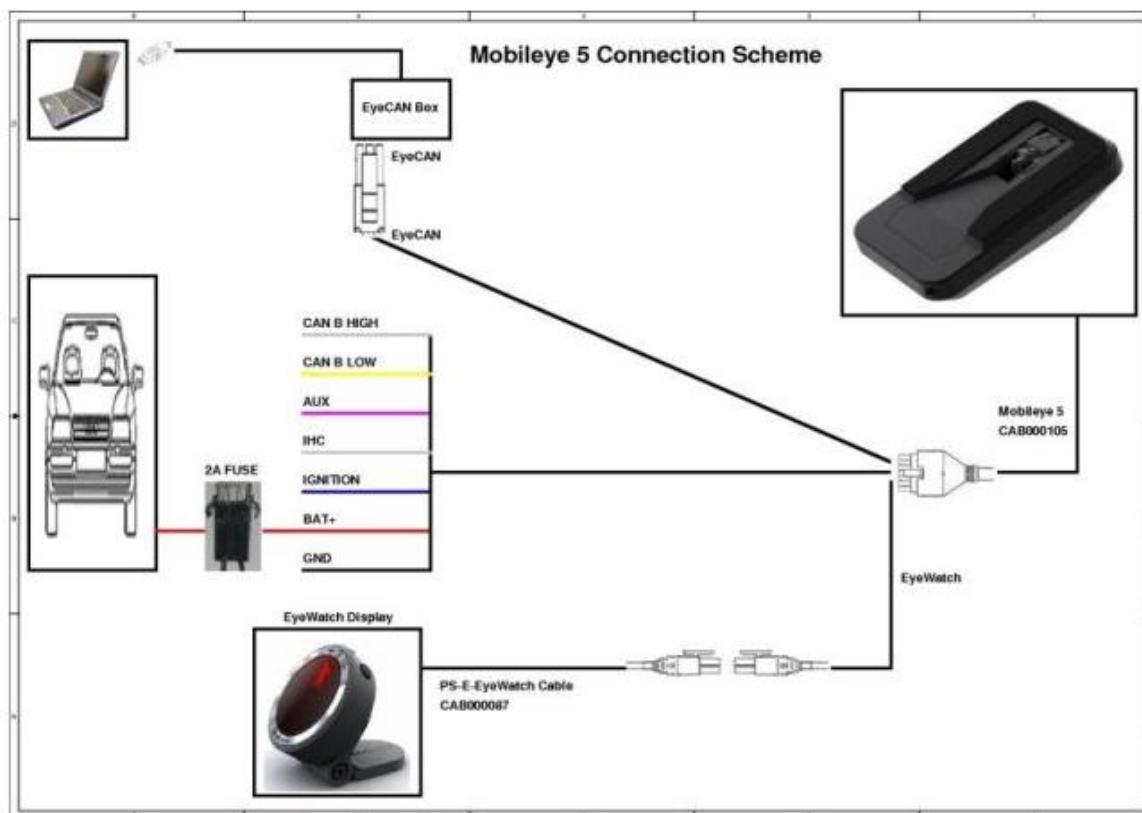 Mobileye 5 Connection Scheme
EyeCAN Box
EyeCAN
EyeCAN
CAN B HIGH
CAN B LOW
AUX
IHC
IGNITION
BAT+
GND
2A FUSE
Mobileye 5
CAB000105
EyeWatch
EyeWatch Display
PS-E-EyeWatch Cable
CAB000087